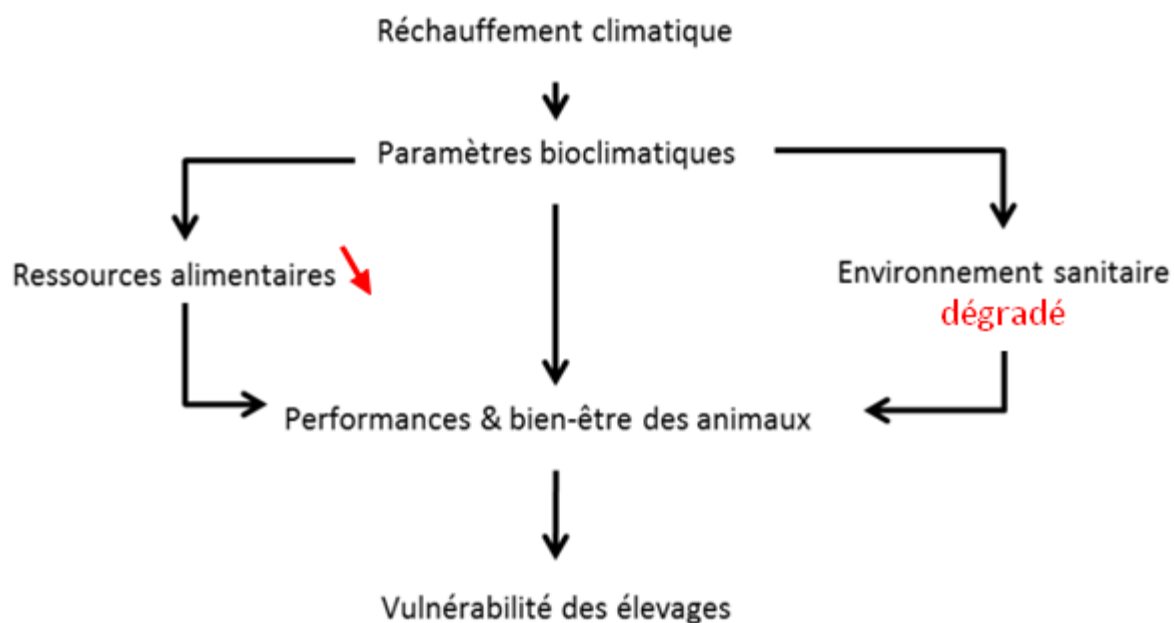 Réchauffement climatique
Paramètres bioclimatiques
Ressources alimentaires
Environnement sanitaire
dégradé
Performances & bien-être des animaux
Vulnérabilité des élevages